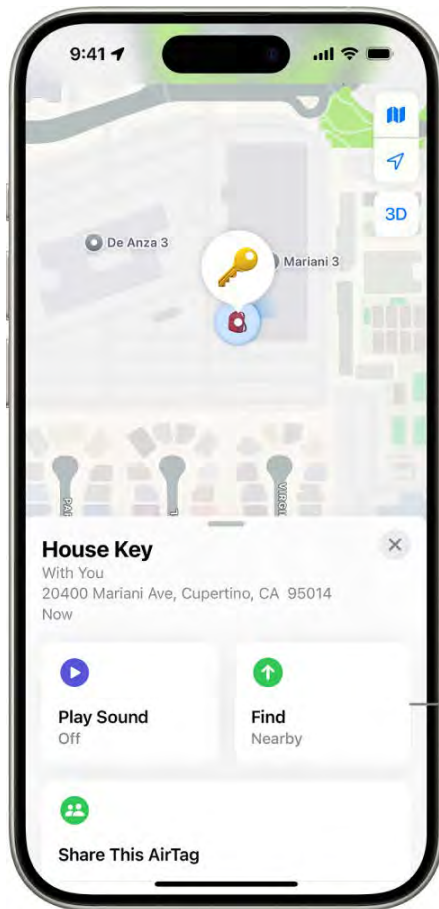 9:41
3D
De Anza 3
Mariani 3
House Key
With You
20400 Mariani Ave, Cupertino, CA 95014
Now
Play Sound
Off
Find
Nearby
Share This AirTag